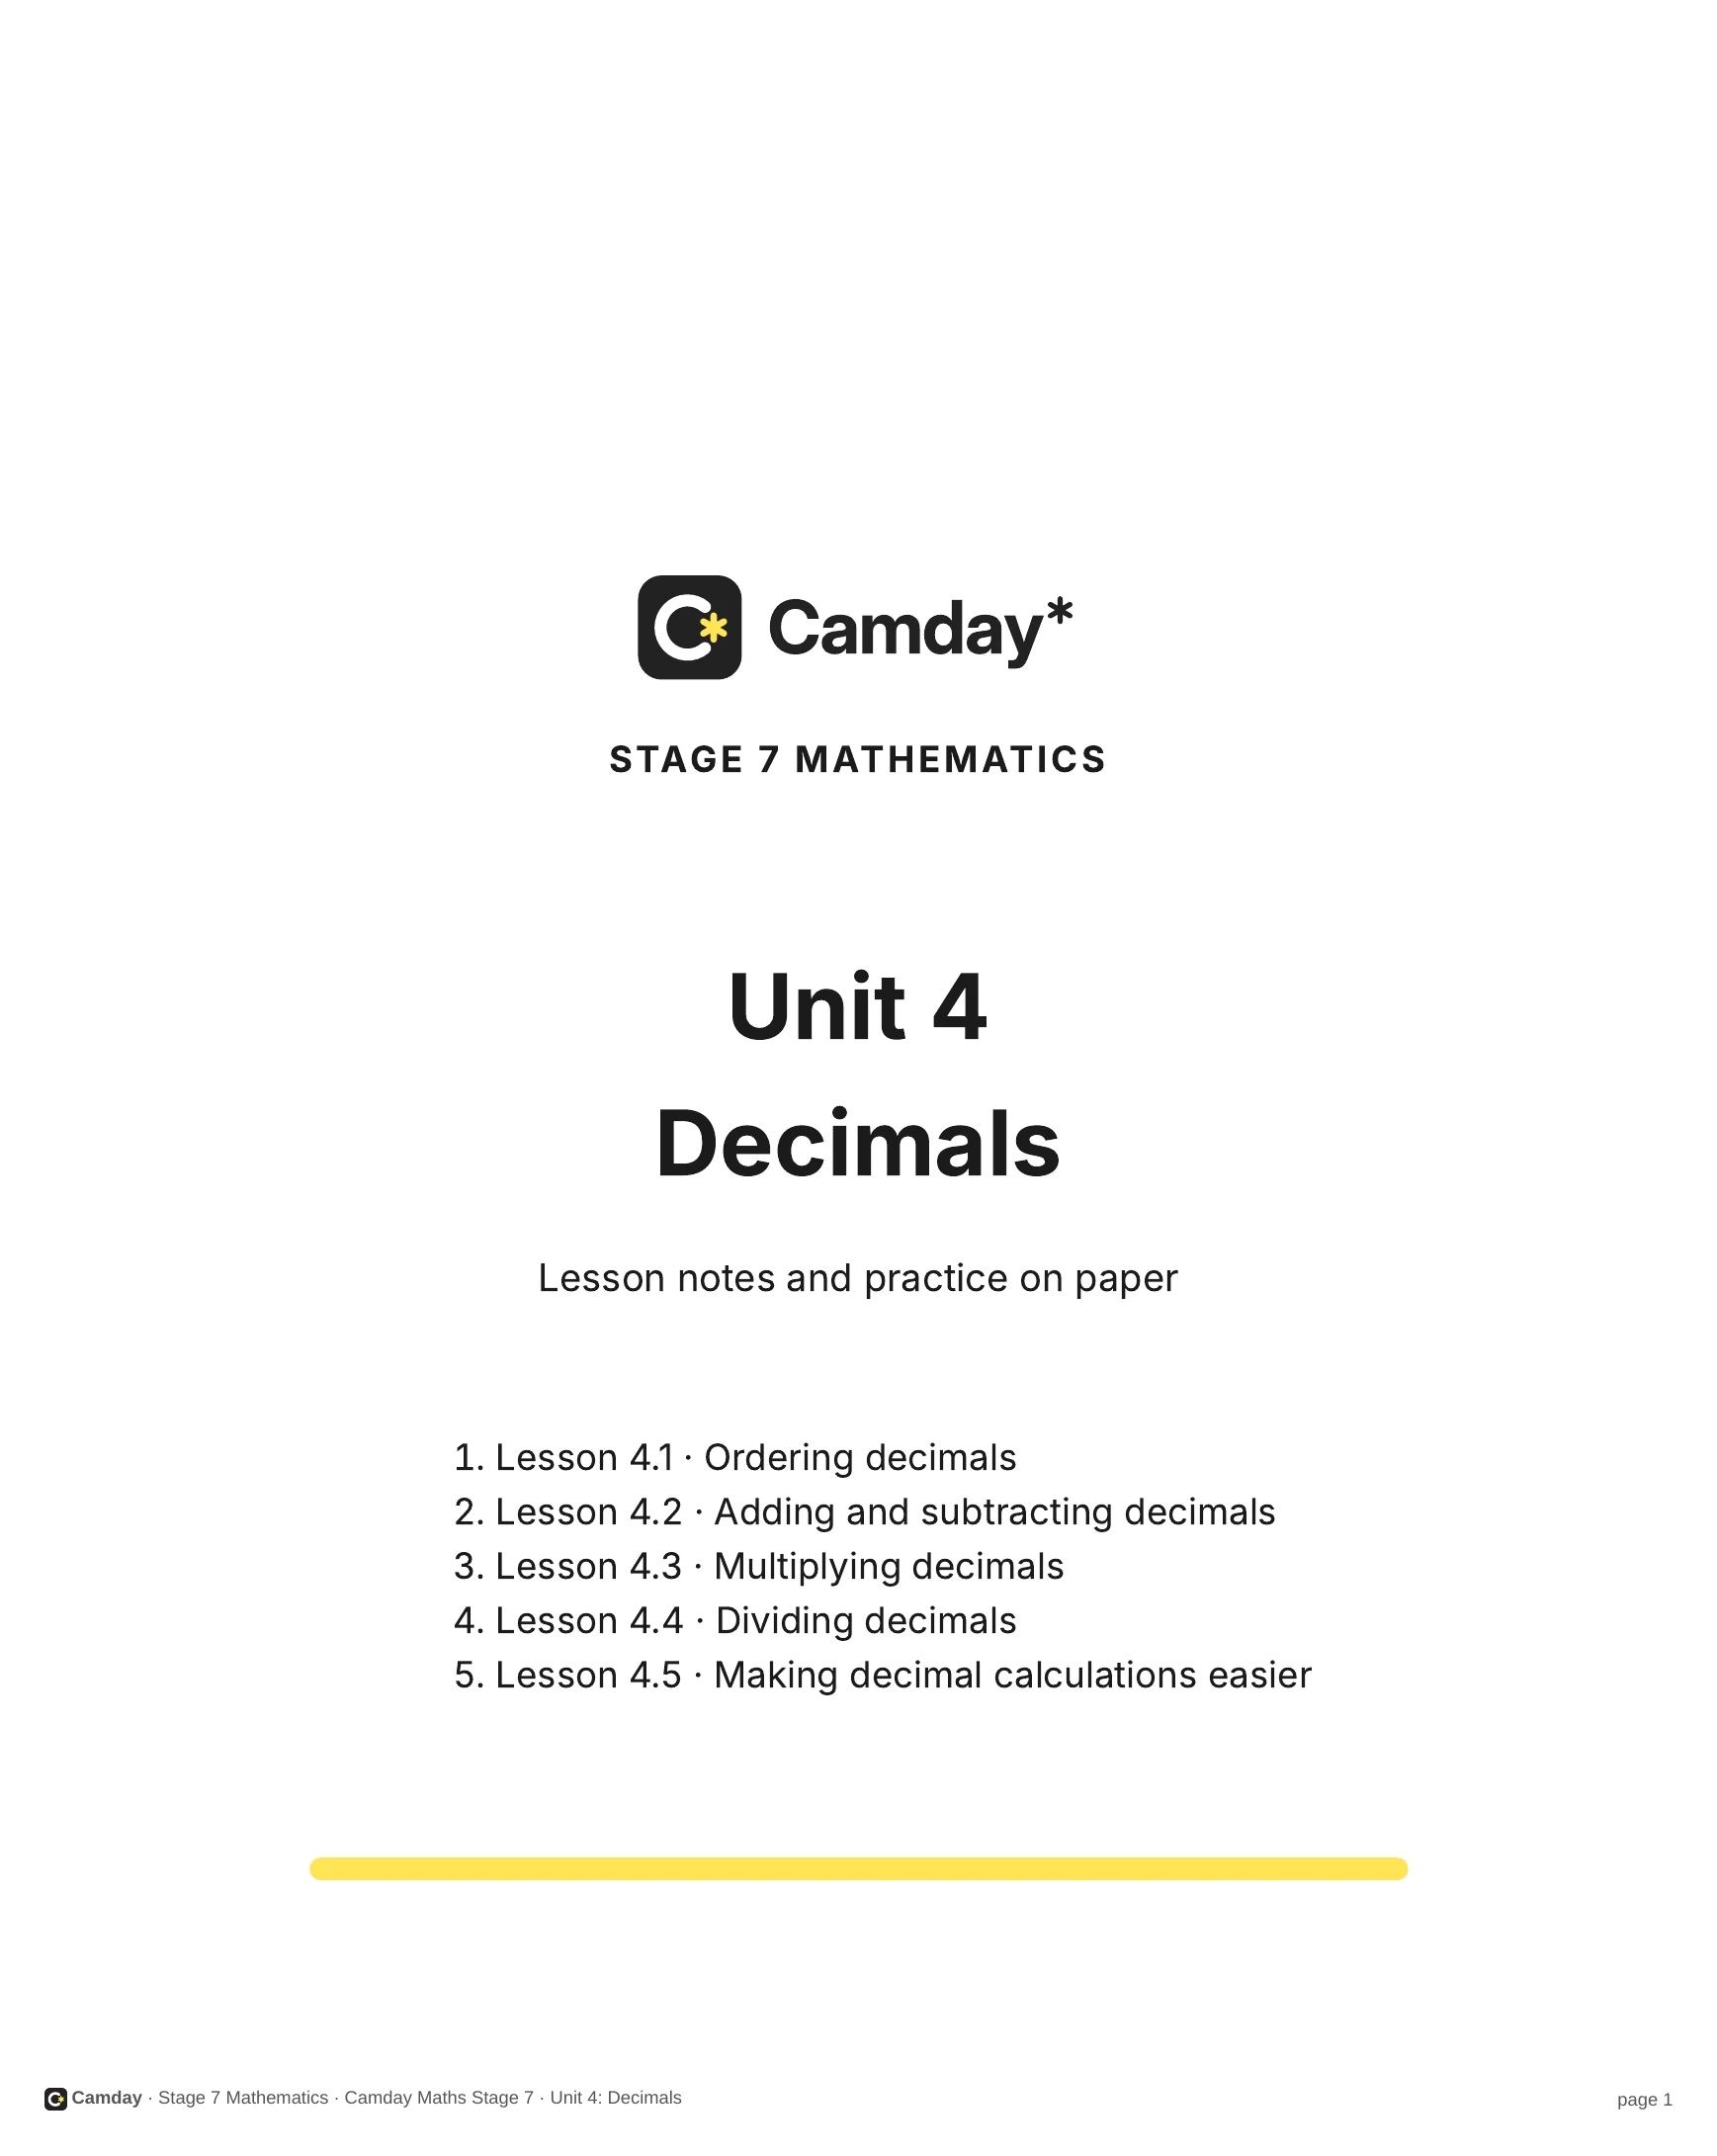 Camday*
STAGE 7 MATHEMATICS
Unit 4
Decimals
Lesson notes and practice on paper
1. Lesson 4.1 · Ordering decimals
2. Lesson 4.2 · Adding and subtracting decimals
3. Lesson 4.3 · Multiplying decimals
4. Lesson 4.4 · Dividing decimals
5. Lesson 4.5 · Making decimal calculations easier
Camday · Stage 7 Mathematics · Camday Maths Stage 7 · Unit 4: Decimals
page 1